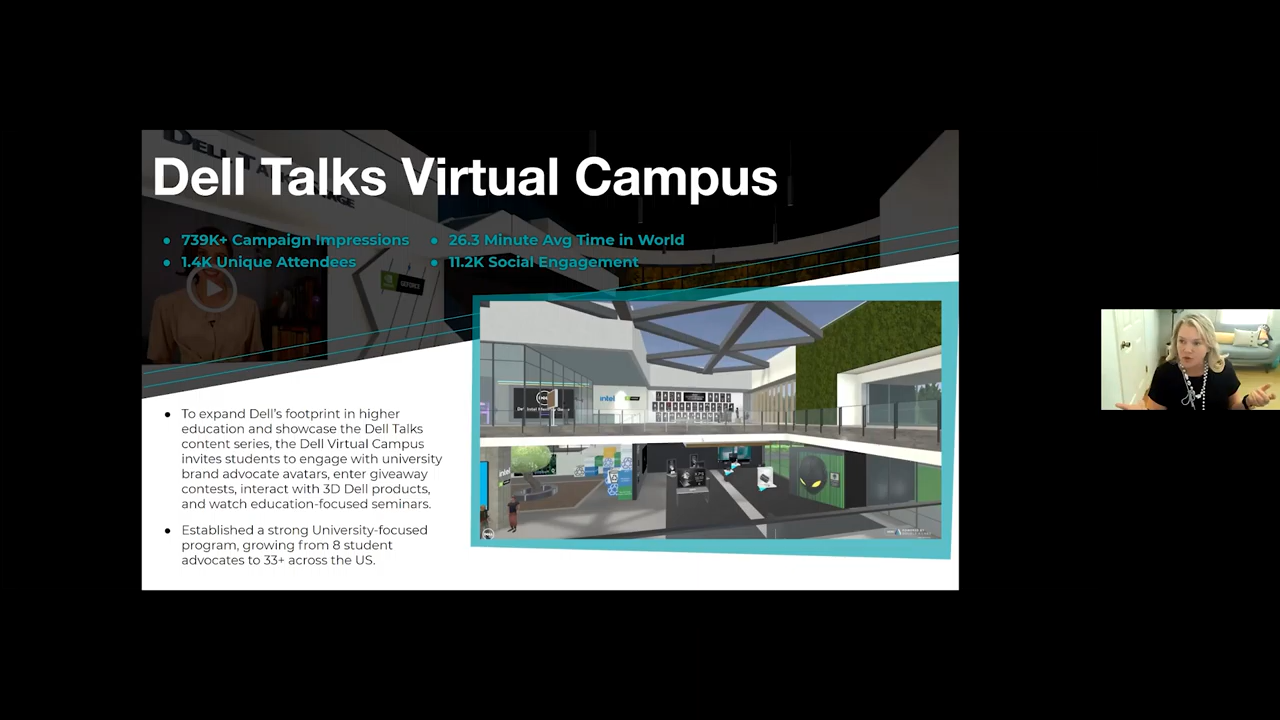 Dell Talks Virtual Campus
● 739K+ Campaign Impressions
● 1.4K Unique Attendees
● 26.3 Minute Avg Time in World
● 11.2K Social Engagement
● To expand Dell's footprint in higher
education and showcase the Dell Talks
content series, the Dell Virtual Campus
invites students to engage with university
brand advocate avatars, enter giveaway
contests, interact with 3D Dell products,
and watch education-focused seminars.
● Established a strong University-focused
program, growing from 8 student
advocates to 33+ across the US.
intel
intel